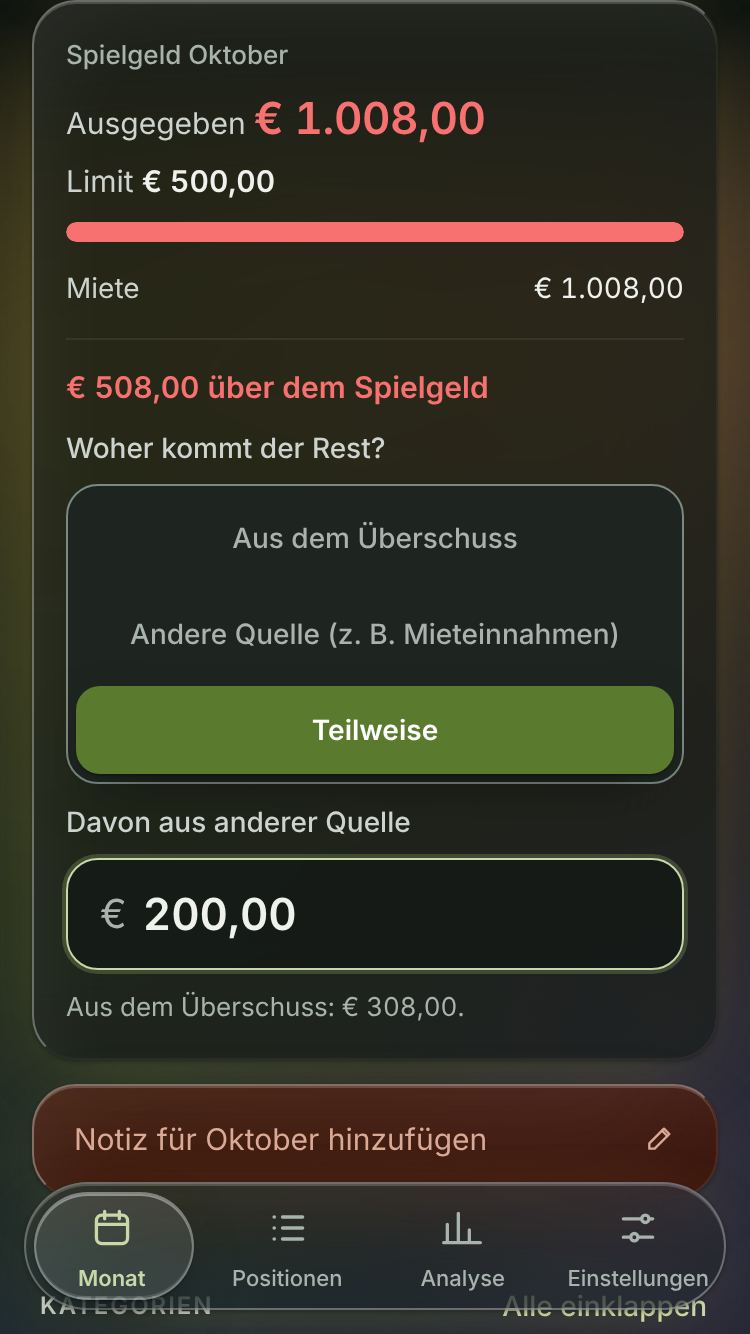 Spielgeld Oktober
Ausgegeben € 1.008,00
Limit € 500,00
Miete € 1.008,00
€ 508,00 über dem Spielgeld
Woher kommt der Rest?
Aus dem Überschuss
Andere Quelle (z. B. Mieteinnahmen)
Teilweise
Davon aus anderer Quelle
€ 200,00
Aus dem Überschuss: € 308,00.
Notiz für Oktober hinzufügen
Monat Positionen Analyse Einstellungen
KATEGORIEN Alle einklappen